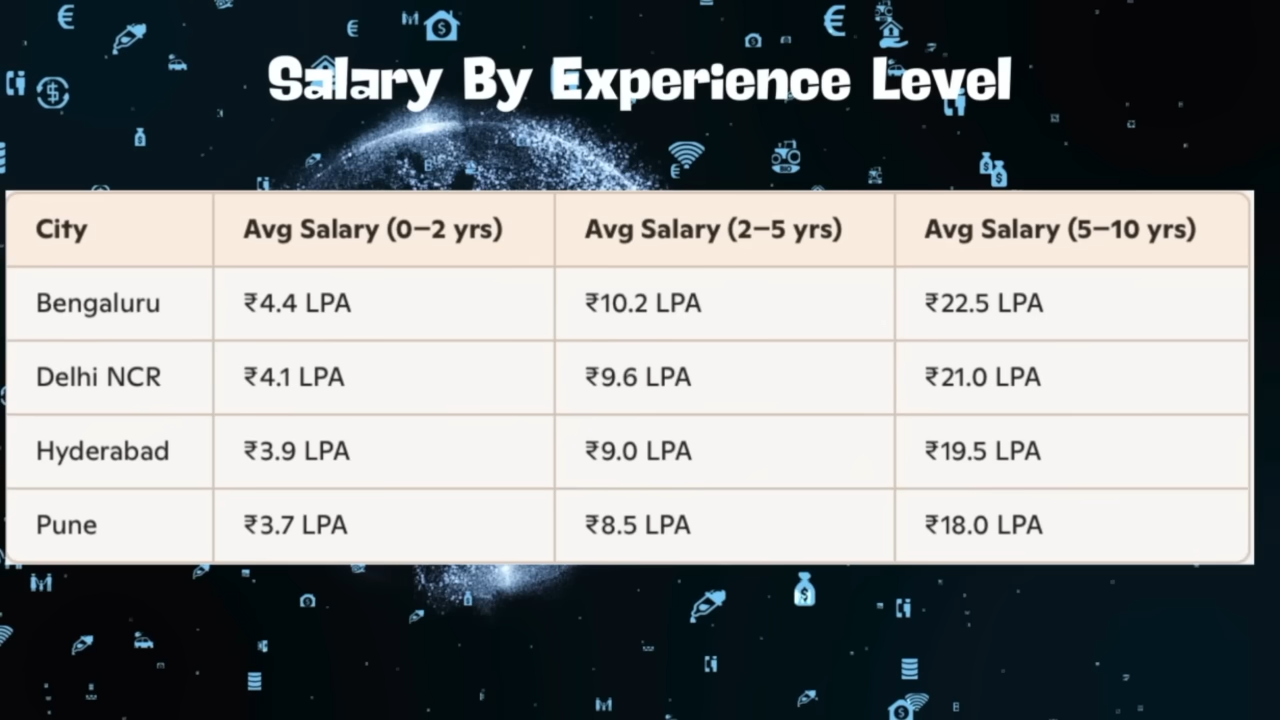 Salary By Experience Level
City Avg Salary (0–2 yrs) Avg Salary (2–5 yrs) Avg Salary (5–10 yrs)
Bengaluru ₹4.4 LPA ₹10.2 LPA ₹22.5 LPA
Delhi NCR ₹4.1 LPA ₹9.6 LPA ₹21.0 LPA
Hyderabad ₹3.9 LPA ₹9.0 LPA ₹19.5 LPA
Pune ₹3.7 LPA ₹8.5 LPA ₹18.0 LPA